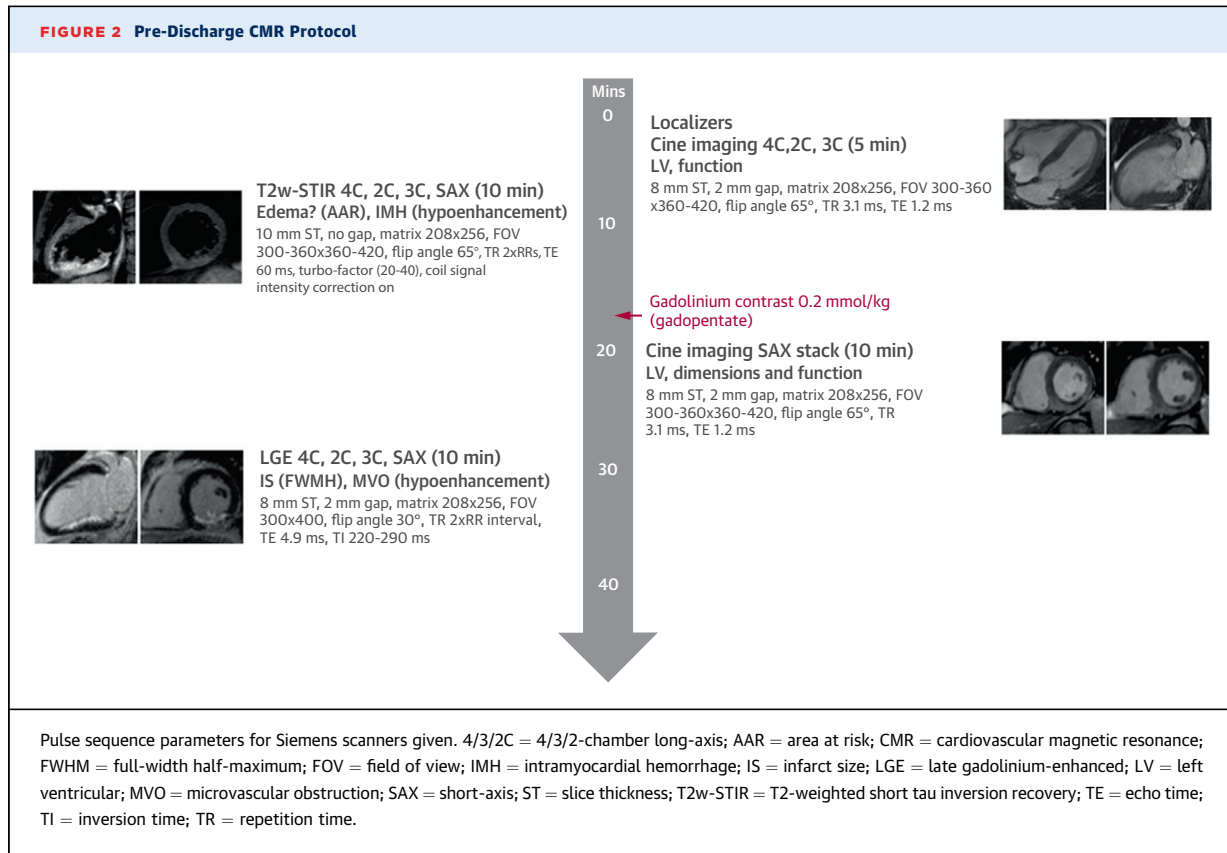 FIGURE 2 Pre-Discharge CMR Protocol
Mins
0
Localizers
Cine imaging 4C,2C, 3C (5 min)
LV, function
8 mm ST, 2 mm gap, matrix 208x256, FOV 300-360
x360-420, flip angle 65°, TR 3.1 ms, TE 1.2 ms
T2w-STIR 4C, 2C, 3C, SAX (10 min)
Edema? (AAR), IMH (hypoenhancement)
10 mm ST, no gap, matrix 208x256, FOV
300-360x360-420, flip angle 65°, TR 2xRRs, TE
60 ms, turbo-factor (20-40), coil signal
intensity correction on
10
Gadolinium contrast 0.2 mmol/kg
(gadopentate)
20
Cine imaging SAX stack (10 min)
LV, dimensions and function
8 mm ST, 2 mm gap, matrix 208x256, FOV
300-360x360-420, flip angle 65°, TR
3.1 ms, TE 1.2 ms
LGE 4C, 2C, 3C, SAX (10 min)
IS (FWMH), MVO (hypoenhancement)
8 mm ST, 2 mm gap, matrix 208x256, FOV
300x400, flip angle 30°, TR 2xRR interval,
TE 4.9 ms, TI 220-290 ms
30
40
Pulse sequence parameters for Siemens scanners given. 4/3/2C = 4/3/2-chamber long-axis; AAR = area at risk; CMR = cardiovascular magnetic resonance;
FWHM = full-width half-maximum; FOV = field of view; IMH = intramyocardial hemorrhage; IS = infarct size; LGE = late gadolinium-enhanced; LV = left
ventricular; MVO = microvascular obstruction; SAX = short-axis; ST = slice thickness; T2w-STIR = T2-weighted short tau inversion recovery; TE = echo time;
TI = inversion time; TR = repetition time.